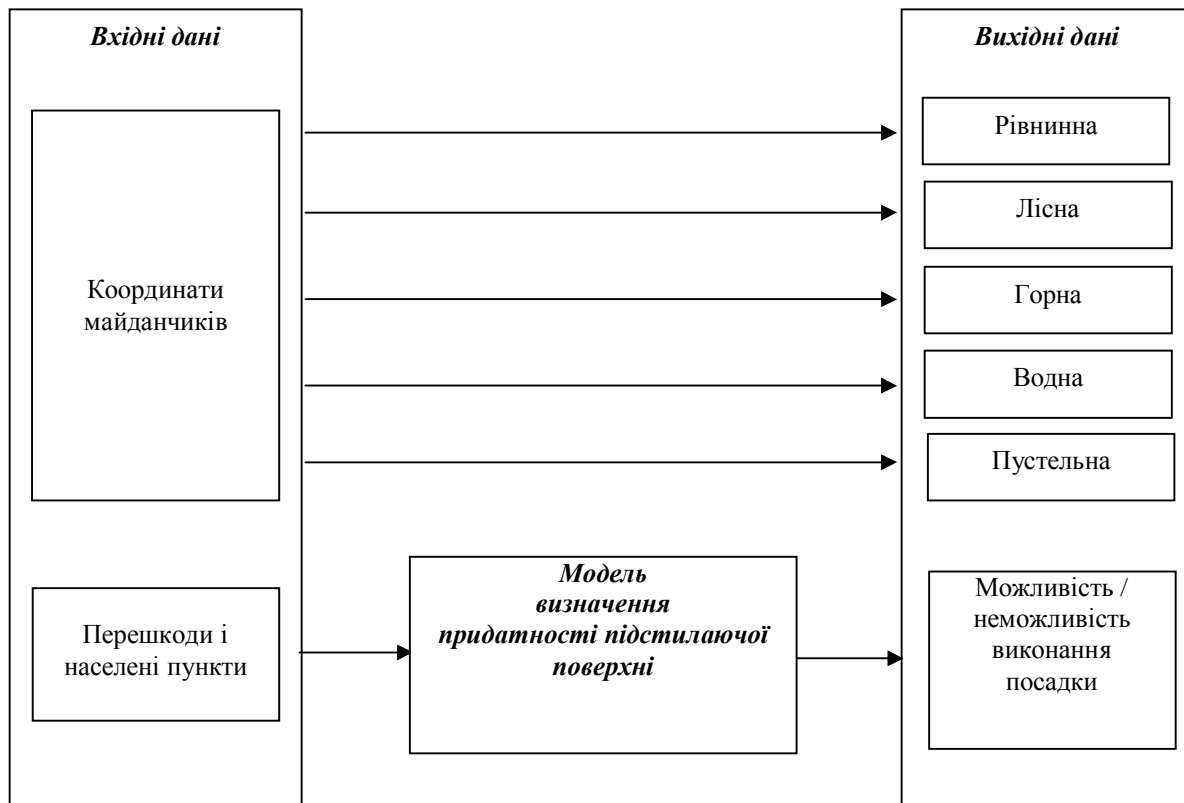 Вхідні дані
Координати
майданчиків
Перешкоди і
населені пункти
Модель
визначення
придатності підстилаючої
поверхні
Вихідні дані
Рівнинна
Лісна
Горна
Водна
Пустельна
Можливість /
неможливість
виконання
посадки